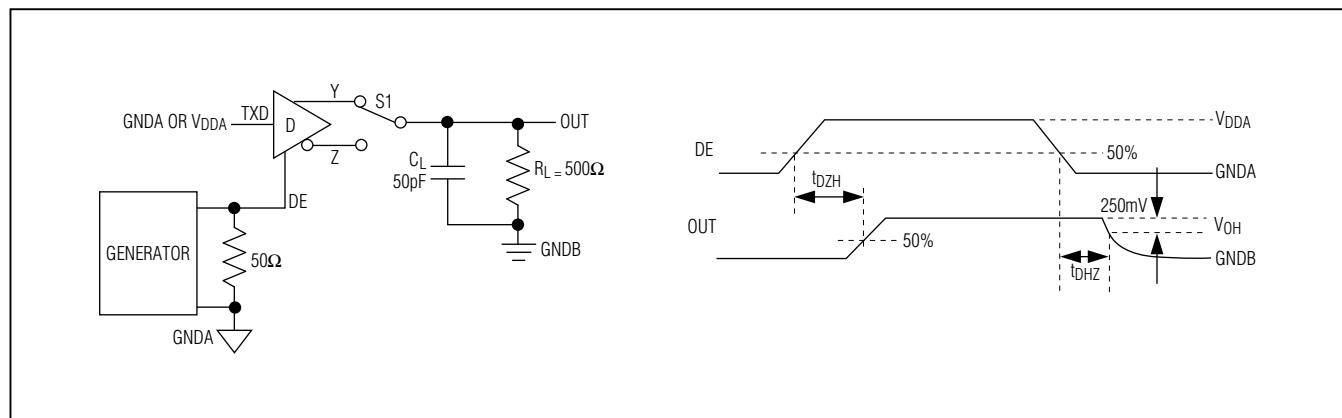 Y
S1
TXD
GNDA OR VDDA
D
OUT
Z
CL
50pF
RL = 500Ω
DE
GENERATOR
50Ω
GNDB
GNDA
VDDA
DE
50%
GNDA
tDZH
250mV
OUT
VOH
50%
GNDB
tDHZ